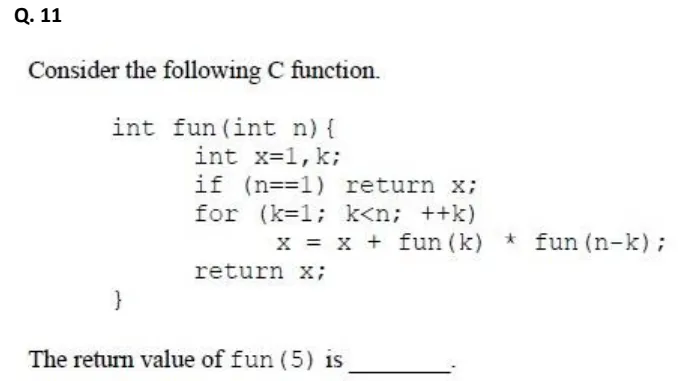 Q. 11
Consider the following C function.
int fun(int n){
int x=1,k;
if (n==1) return x;
for (k=1; k<n; ++k)
x = x + fun(k) * fun(n-k);
return x;
}
The return value of fun(5) is ________.